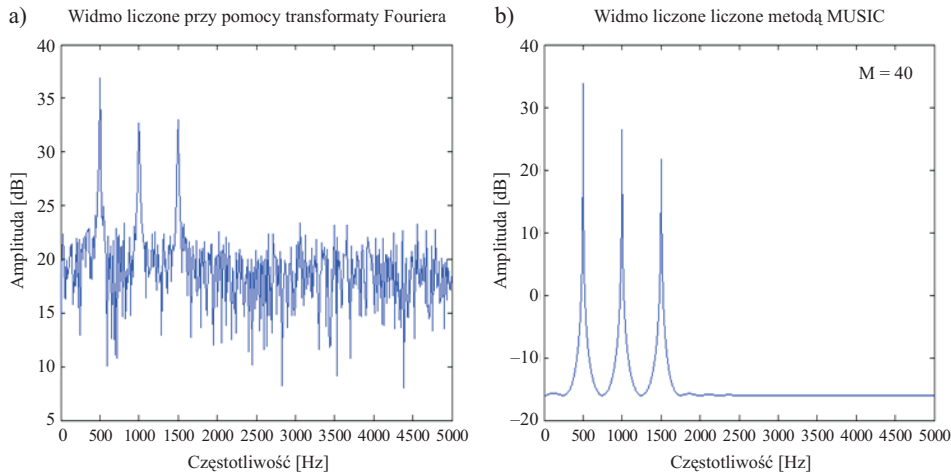 a) Widmo liczone przy pomocy transformaty Fouriera
40
35
30
25
20
15
10
5
Amplituda [dB]
0 500 1000 1500 2000 2500 3000 3500 4000 4500 5000
Częstotliwość [Hz]
b) Widmo liczone liczone metodą MUSIC
M = 40
40
30
20
10
0
–10
–20
Amplituda [dB]
0 500 1000 1500 2000 2500 3000 3500 4000 4500 5000
Częstotliwość [Hz]